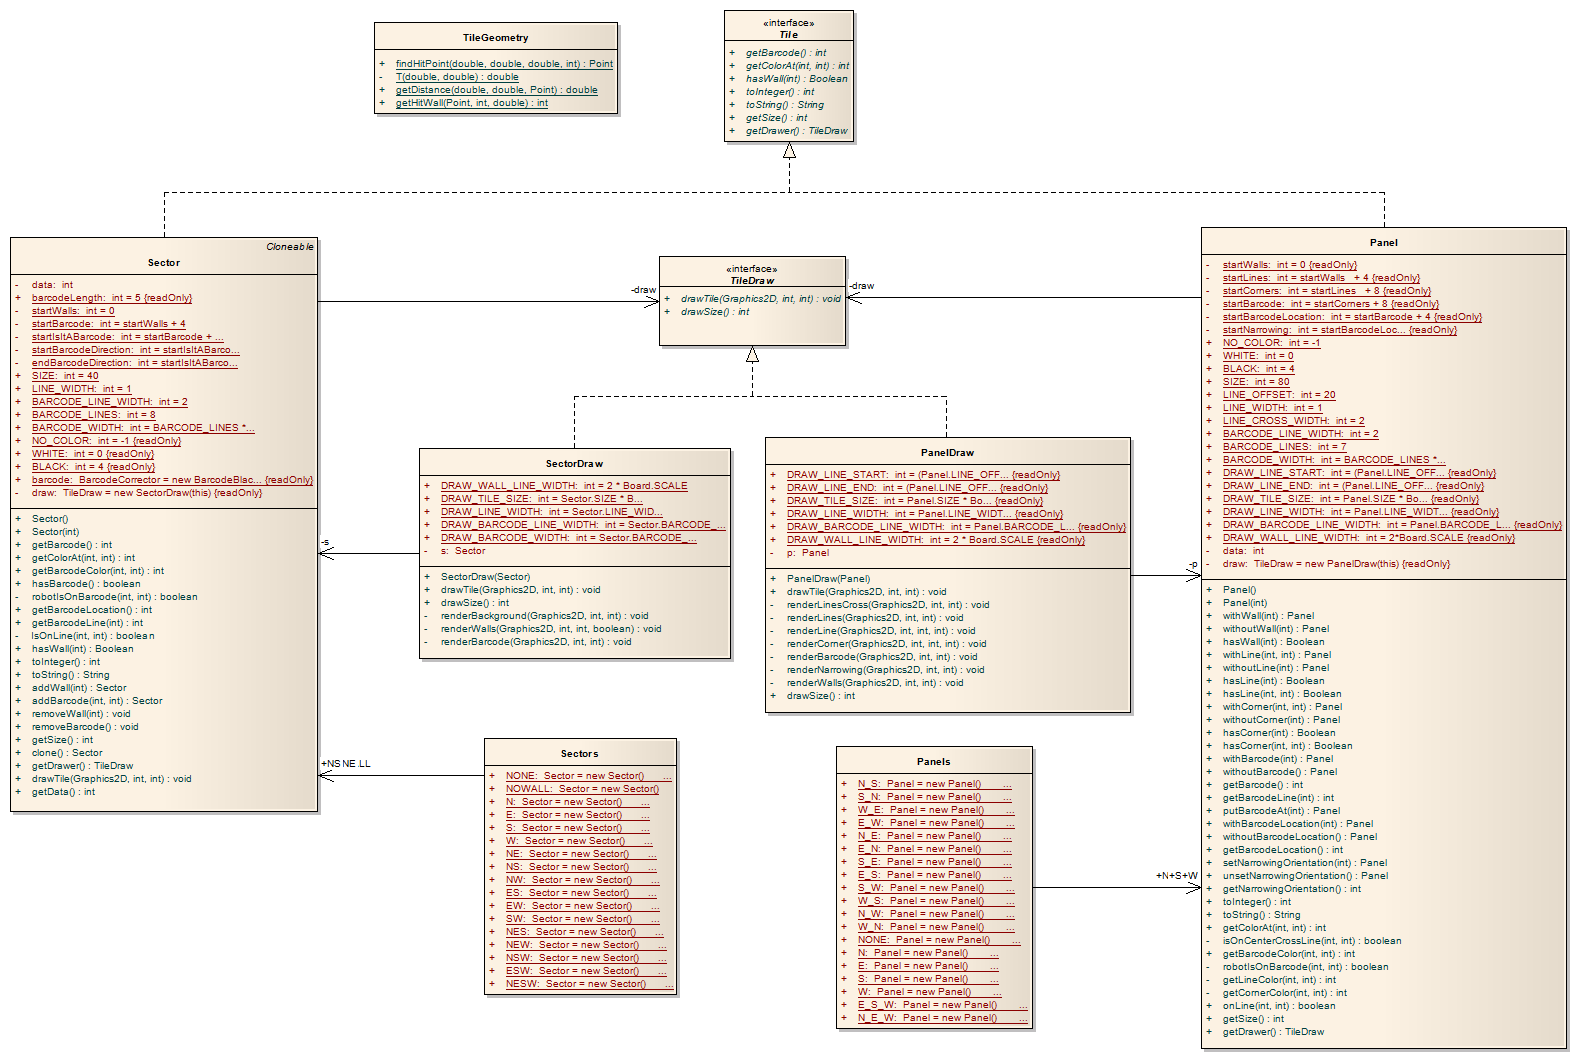 TileGeometry
+ findHitPoint(double, double, double, int) : Point
- T(double, double) : double
+ getDistance(double, double, Point) : double
+ getHitWall(Point, int, double) : int
«interface»
Tile
+ getBarcode() : int
+ getColorAt(int, int) : int
+ hasWall(int) : Boolean
+ toInteger() : int
+ toString() : String
+ getSize() : int
+ getDrawer() : TileDraw
Cloneable
Sector
- data: int
+ barcodeLength: int = 5 {readOnly}
- startWalls: int = 0
- startBarcode: int = startWalls + 4
- startIsItABarcode: int = startBarcode + ...
- startBarcodeDirection: int = startIsItABarco...
- endBarcodeDirection: int = startIsItABarco...
+ SIZE: int = 40
+ LINE_WIDTH: int = 1
+ BARCODE_LINE_WIDTH: int = 2
+ BARCODE_LINES: int = 8
+ BARCODE_WIDTH: int = BARCODE_LINES *...
+ NO_COLOR: int = -1 {readOnly}
+ WHITE: int = 0 {readOnly}
+ BLACK: int = 4 {readOnly}
+ barcode: BarcodeCorrector = new BarcodeBlac... {readOnly}
- draw: TileDraw = new SectorDraw(this) {readOnly}
+ Sector()
+ Sector(int)
+ getBarcode() : int
+ getColorAt(int, int) : int
+ getBarcodeColor(int, int) : int
+ hasBarcode() : boolean
- robotIsOnBarcode(int, int) : boolean
+ getBarcodeLocation() : int
+ getBarcodeLine(int) : int
- IsOnLine(int, int) : boolean
+ hasWall(int) : Boolean
+ toInteger() : int
+ toString() : String
+ addWall(int) : Sector
+ addBarcode(int, int) : Sector
+ removeWall(int) : void
+ removeBarcode() : void
+ getSize() : int
+ clone() : Sector
+ getDrawer() : TileDraw
+ drawTile(Graphics2D, int, int) : void
+ getData() : int
-draw
«interface»
TileDraw
+ drawTile(Graphics2D, int, int) : void
+ drawSize() : int
-draw
-s
SectorDraw
+ DRAW_WALL_LINE_WIDTH: int = 2 * Board.SCALE
+ DRAW_TILE_SIZE: int = Sector.SIZE * B...
+ DRAW_LINE_WIDTH: int = Sector.LINE_WID...
+ DRAW_BARCODE_LINE_WIDTH: int = Sector.BARCODE_...
+ DRAW_BARCODE_WIDTH: int = Sector.BARCODE_...
- s: Sector
+ SectorDraw(Sector)
+ drawTile(Graphics2D, int, int) : void
+ drawSize() : int
- renderBackground(Graphics2D, int, int) : void
- renderWalls(Graphics2D, int, int, boolean) : void
- renderBarcode(Graphics2D, int, int) : void
PanelDraw
+ DRAW_LINE_START: int = (Panel.LINE_OFF... {readOnly}
+ DRAW_LINE_END: int = (Panel.LINE_OFF... {readOnly}
+ DRAW_TILE_SIZE: int = Panel.SIZE * Bo... {readOnly}
+ DRAW_LINE_WIDTH: int = Panel.LINE_WIDT... {readOnly}
+ DRAW_BARCODE_LINE_WIDTH: int = Panel.BARCODE_L... {readOnly}
+ DRAW_WALL_LINE_WIDTH: int = 2 * Board.SCALE {readOnly}
- p: Panel
+ PanelDraw(Panel)
+ drawTile(Graphics2D, int, int) : void
- renderLinesCross(Graphics2D, int, int) : void
- renderLines(Graphics2D, int, int) : void
- renderLine(Graphics2D, int, int) : void
- renderCorner(Graphics2D, int, int) : void
- renderBarcode(Graphics2D, int, int) : void
- renderNarrowing(Graphics2D, int, int) : void
- renderWalls(Graphics2D, int, int) : void
+ drawSize() : int
-p
Panel
- startWalls: int = 0 {readOnly}
- startLines: int = startWalls + 4 {readOnly}
- startCorners: int = startLines + 8 {readOnly}
- startBarcode: int = startCorners + 8 {readOnly}
- startBarcodeLocation: int = startBarcode + 4 {readOnly}
- startNarrowing: int = startBarcodeLoc... {readOnly}
+ NO_COLOR: int = -1
+ WHITE: int = 0
+ BLACK: int = 4
+ SIZE: int = 80
+ LINE_OFFSET: int = 20
+ LINE_WIDTH: int = 1
+ LINE_CROSS_WIDTH: int = 2
+ BARCODE_LINE_WIDTH: int = 2
+ BARCODE_LINES: int = 7
+ BARCODE_WIDTH: int = BARCODE_LINES *...
+ DRAW_LINE_START: int = (Panel.LINE_OFF... {readOnly}
+ DRAW_LINE_END: int = (Panel.LINE_OFF... {readOnly}
+ DRAW_TILE_SIZE: int = Panel.SIZE * Bo... {readOnly}
+ DRAW_LINE_WIDTH: int = Panel.LINE_WIDT... {readOnly}
+ DRAW_BARCODE_LINE_WIDTH: int = Panel.BARCODE_L... {readOnly}
+ DRAW_WALL_LINE_WIDTH: int = 2*Board.SCALE {readOnly}
- data: int
- draw: TileDraw = new PanelDraw(this) {readOnly}
+ Panel()
+ Panel(int)
+ withWall(int) : Panel
+ withoutWall(int) : Panel
+ hasWall(int) : Boolean
+ withLine(int, int) : Panel
+ withoutLine(int) : Panel
+ hasLine(int) : Boolean
+ hasLine(int, int) : Boolean
+ withCorner(int, int) : Panel
+ withoutCorner(int) : Panel
+ hasCorner(int) : Boolean
+ hasCorner(int, int) : Boolean
+ withBarcode(int) : Panel
+ withoutBarcode() : Panel
+ getBarcode() : int
+ getBarcodeLine(int) : int
+ putBarcodeAt(int) : Panel
+ withBarcodeLocation(int) : Panel
+ withoutBarcodeLocation() : Panel
+ getBarcodeLocation() : int
+ setNarrowingOrientation(int) : Panel
+ unsetNarrowingOrientation() : Panel
+ getNarrowingOrientation() : int
+ toInteger() : int
+ toString() : String
+ getColorAt(int, int) : int
- isOnCenterCrossLine(int, int) : boolean
+ getBarcodeColor(int, int) : int
- robotIsOnBarcode(int, int) : boolean
- getLineColor(int, int) : int
- getCornerColor(int, int) : int
+ onLine(int, int) : boolean
+ getSize() : int
+ getDrawer() : TileDraw
+NSNE.LL
Sectors
+ NONE: Sector = new Sector() ...
+ NOWALL: Sector = new Sector()
+ N: Sector = new Sector() ...
+ E: Sector = new Sector() ...
+ S: Sector = new Sector() ...
+ W: Sector = new Sector() ...
+ NE: Sector = new Sector() ...
+ NS: Sector = new Sector() ...
+ NW: Sector = new Sector() ...
+ ES: Sector = new Sector() ...
+ EW: Sector = new Sector() ...
+ SW: Sector = new Sector() ...
+ NES: Sector = new Sector() ...
+ NEW: Sector = new Sector() ...
+ NSW: Sector = new Sector() ...
+ ESW: Sector = new Sector() ...
+ NESW: Sector = new Sector() ...
Panels
+ N_S: Panel = new Panel() ...
+ S_N: Panel = new Panel() ...
+ W_E: Panel = new Panel() ...
+ E_W: Panel = new Panel() ...
+ N_E: Panel = new Panel() ...
+ E_N: Panel = new Panel() ...
+ S_E: Panel = new Panel() ...
+ E_S: Panel = new Panel() ...
+ S_W: Panel = new Panel() ...
+ W_S: Panel = new Panel() ...
+ N_W: Panel = new Panel() ...
+ W_N: Panel = new Panel() ...
+ NONE: Panel = new Panel() ...
+ N: Panel = new Panel() ...
+ E: Panel = new Panel() ...
+ S: Panel = new Panel() ...
+ W: Panel = new Panel() ...
+ E_S_W: Panel = new Panel() ...
+ N_E_W: Panel = new Panel() ...
+N+S+W